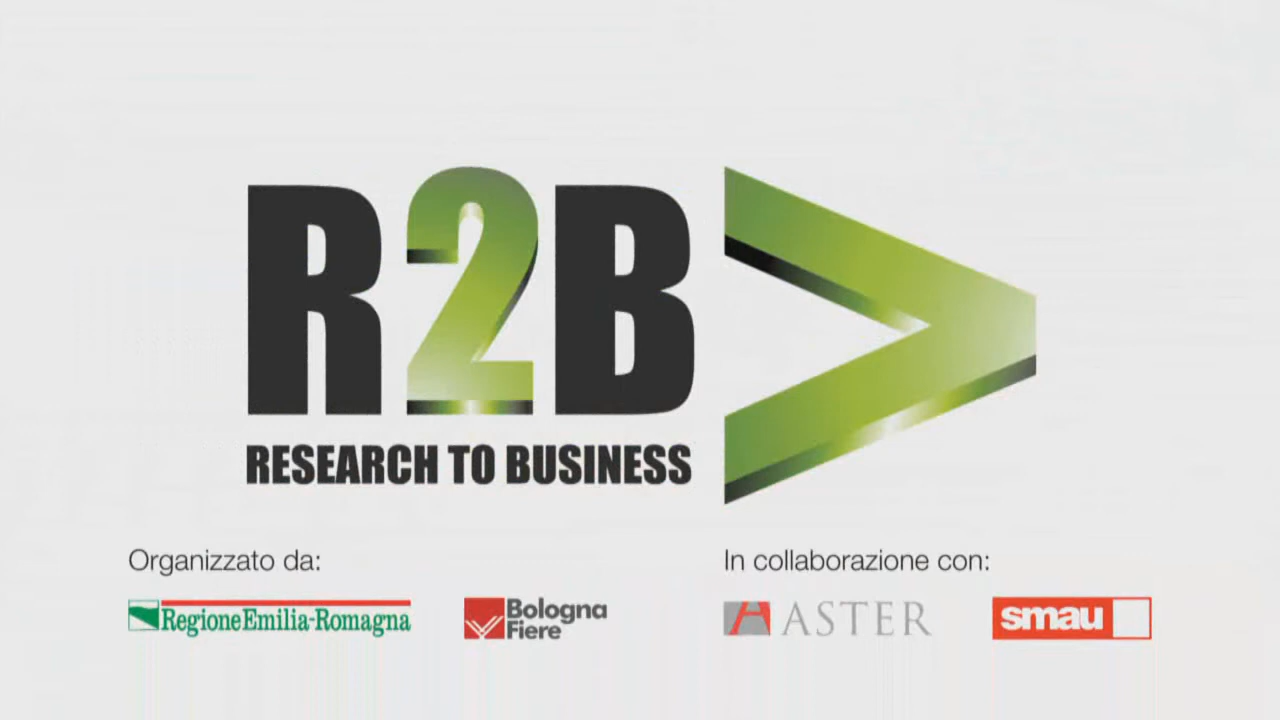 R2B
RESEARCH TO BUSINESS
Organizzato da:
In collaborazione con:
RegioneEmilia-Romagna
Bologna
Fiere
ASTER
smau